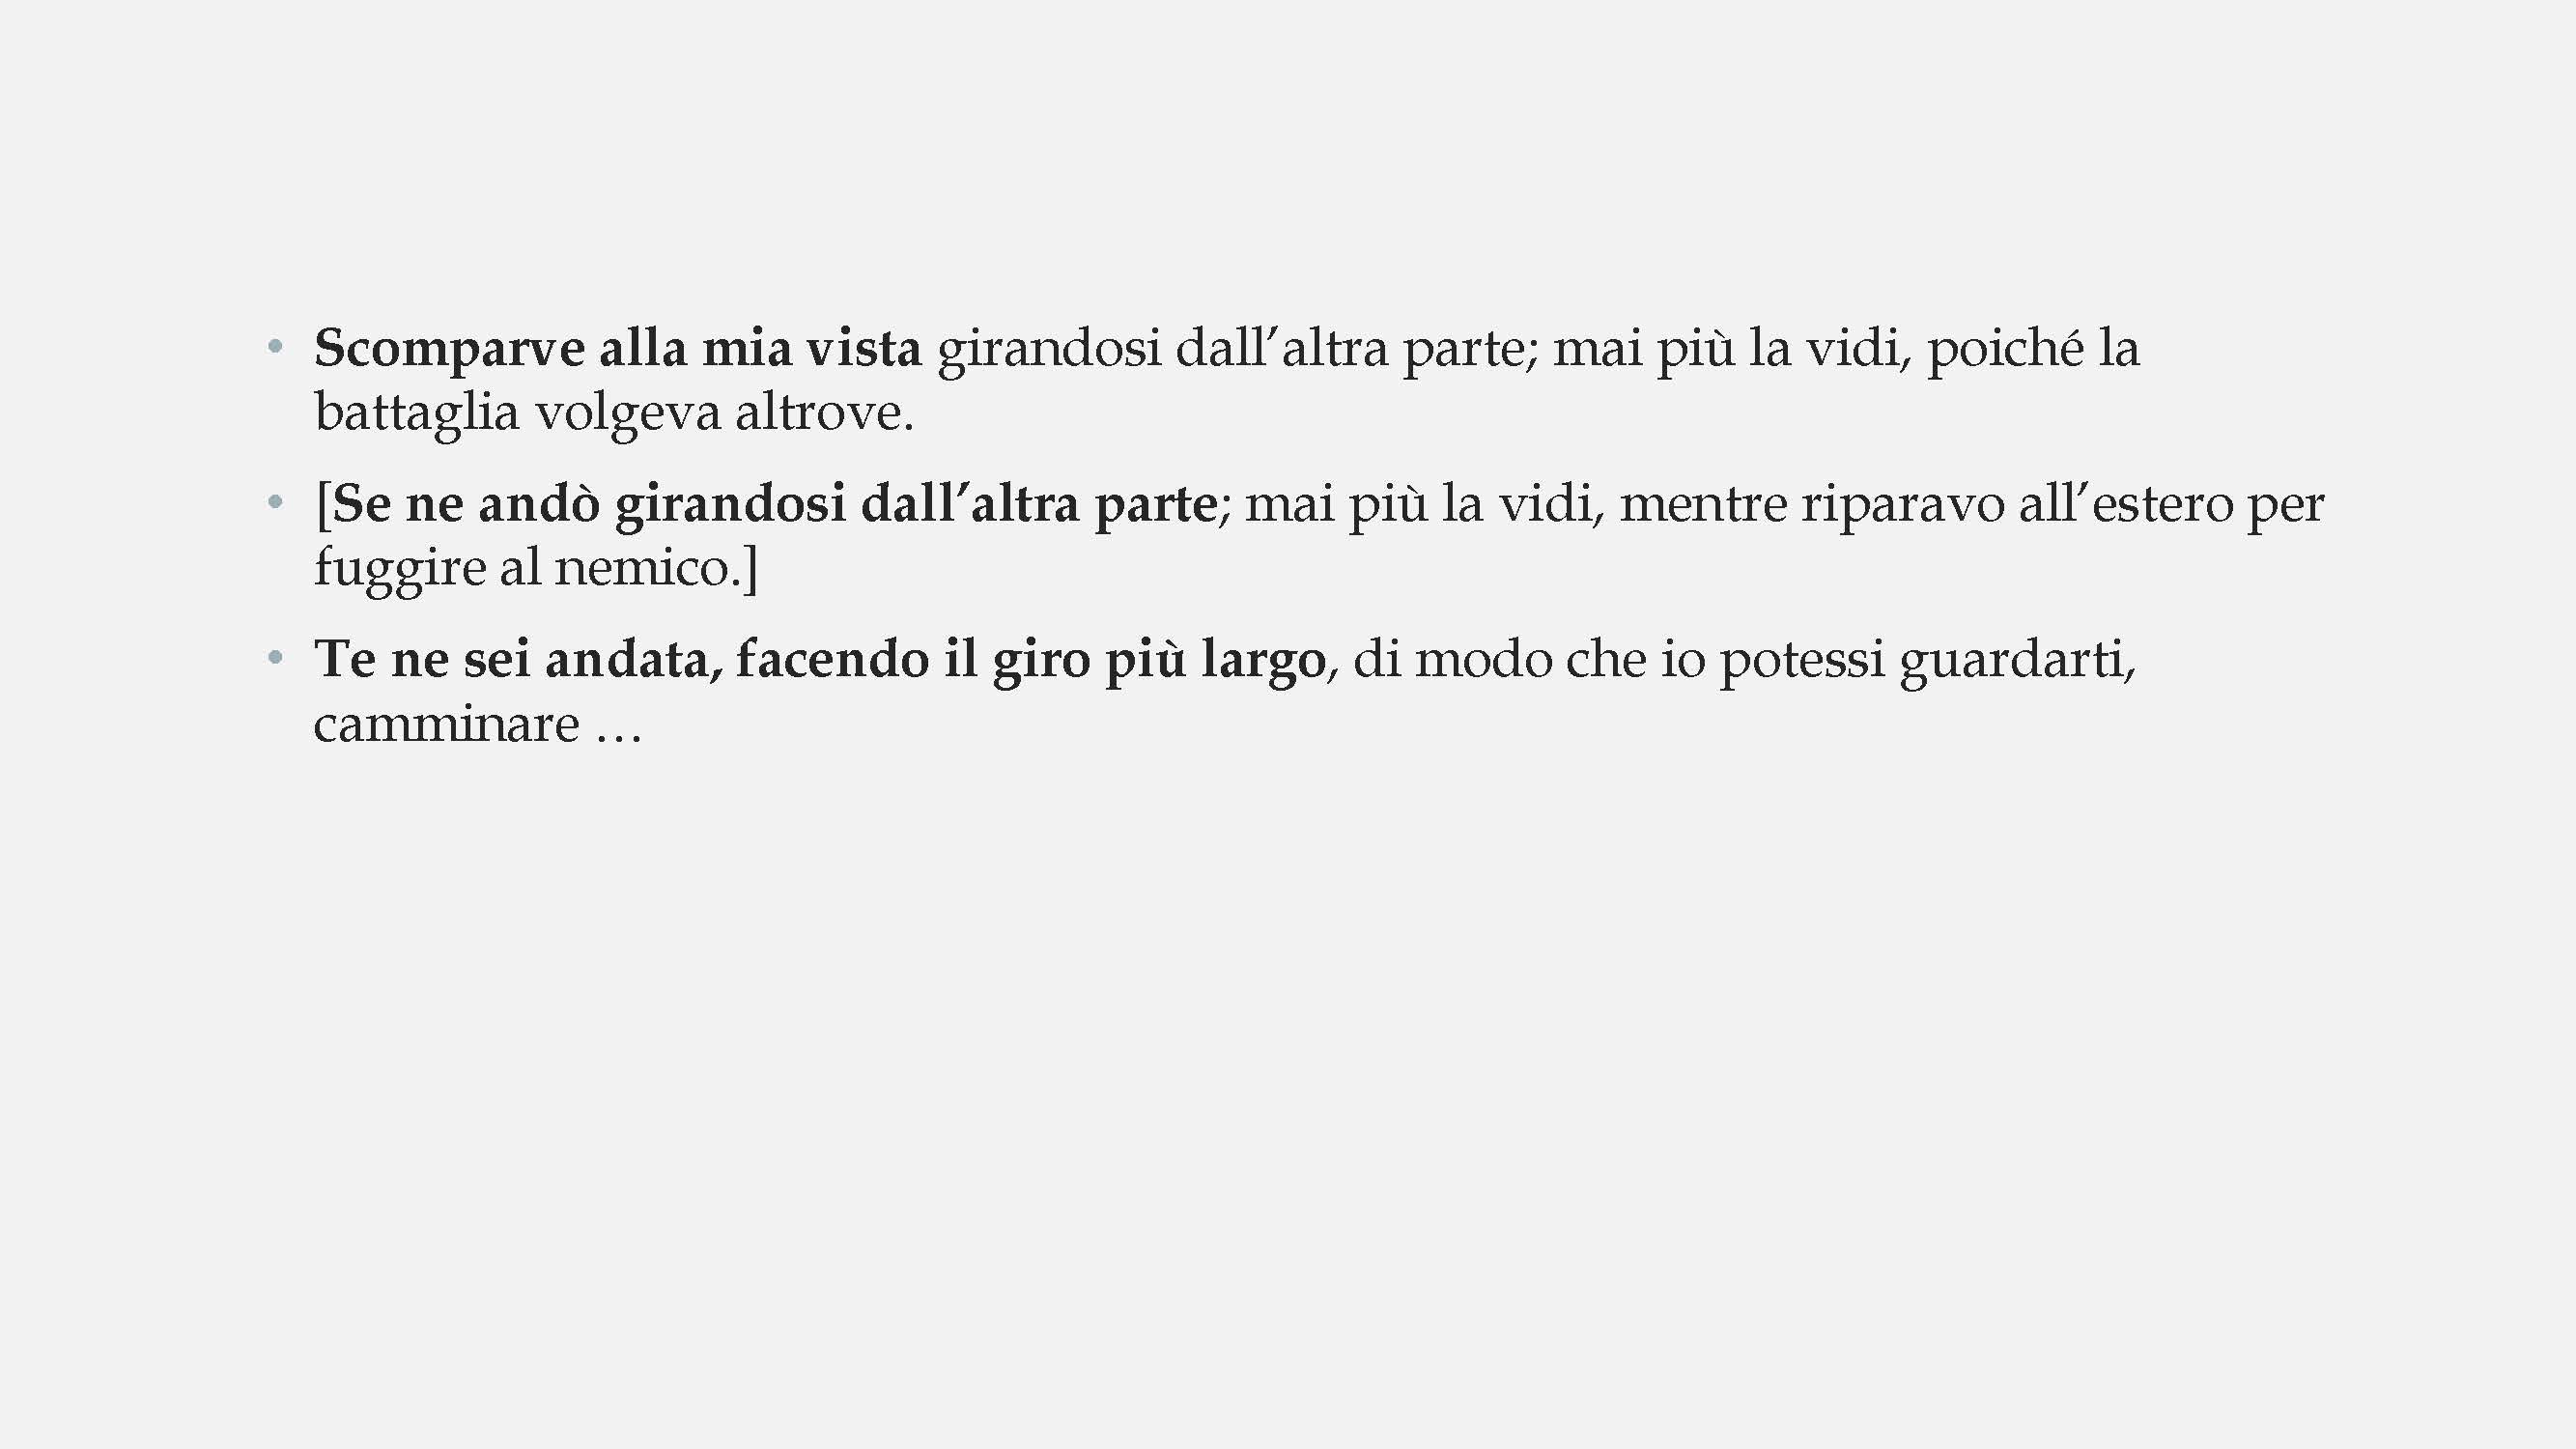 • Scomparve alla mia vista girandosi dall’altra parte; mai più la vidi, poiché la
battaglia volgeva altrove.
• [Se ne andò girandosi dall’altra parte; mai più la vidi, mentre riparavo all’estero per
fuggire al nemico.]
• Te ne sei andata, facendo il giro più largo, di modo che io potessi guardarti,
camminare …